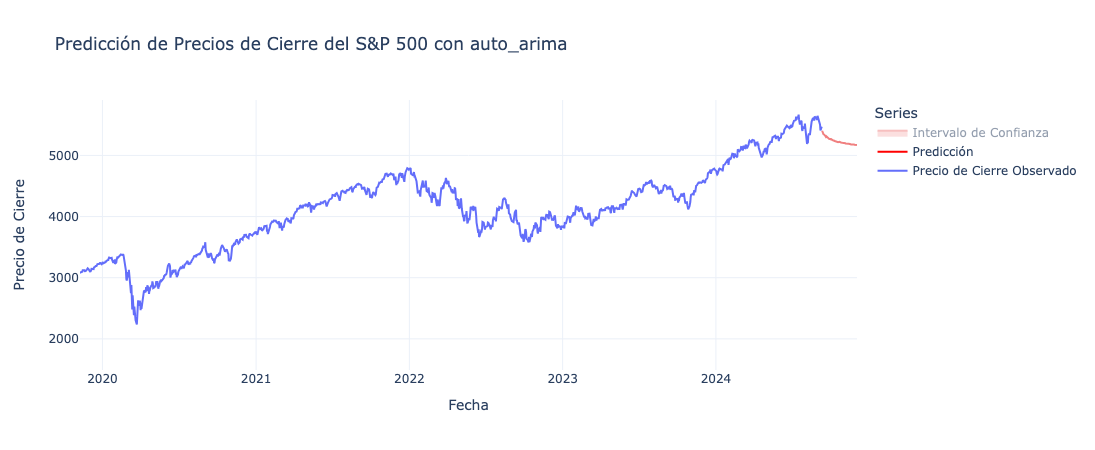 Predicción de Precios de Cierre del S&P 500 con auto_arima
Series
Intervalo de Confianza
Predicción
Precio de Cierre Observado
Precio de Cierre
5000
4000
3000
2000
2020
2021
2022
2023
2024
Fecha